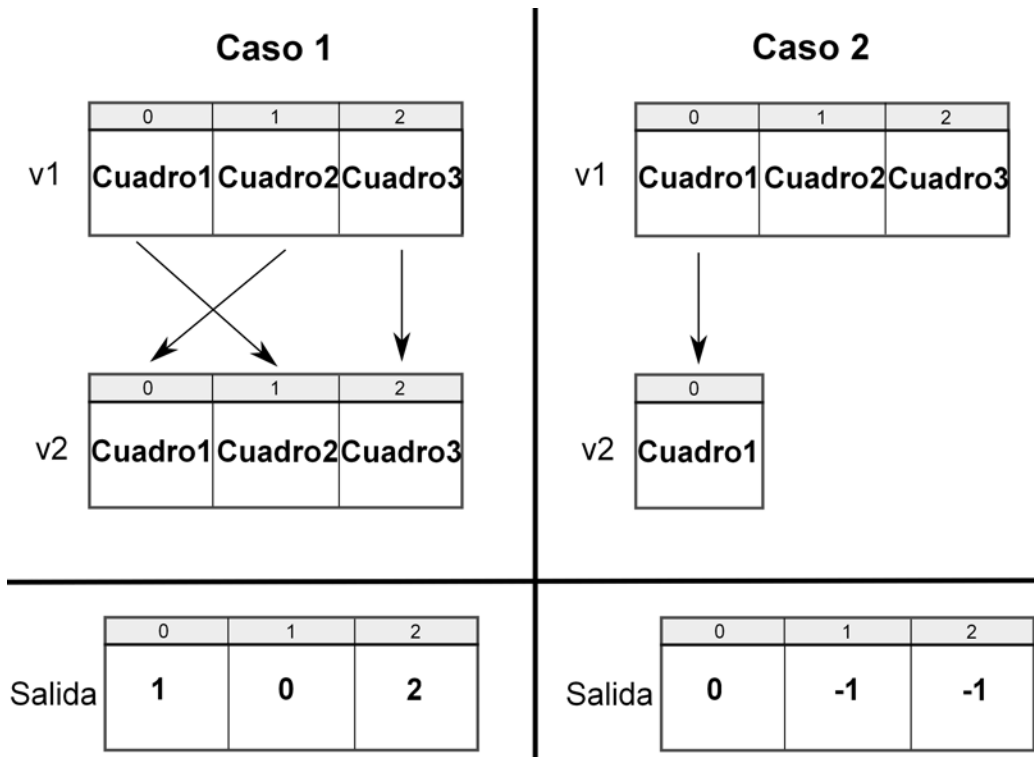 Caso 1
0 1 2
v1 Cuadro1 Cuadro2 Cuadro3
0 1 2
v2 Cuadro1 Cuadro2 Cuadro3
Caso 2
0 1 2
v1 Cuadro1 Cuadro2 Cuadro3
0
v2 Cuadro1
0 1 2
Salida 1 0 2
0 1 2
Salida 0 -1 -1